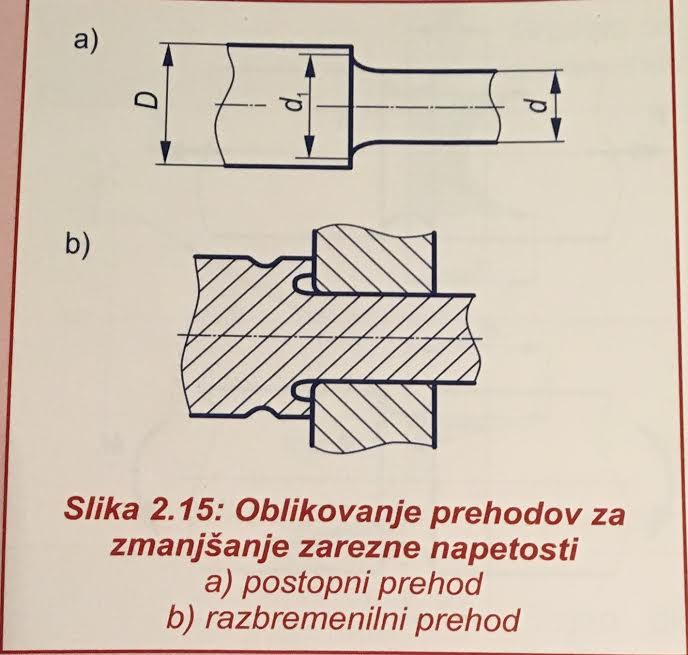 a)
D
d₁
d
b)
Slika 2.15: Oblikovanje prehodov za
zmanjšanje zarezne napetosti
a) postopni prehod
b) razbremenilni prehod